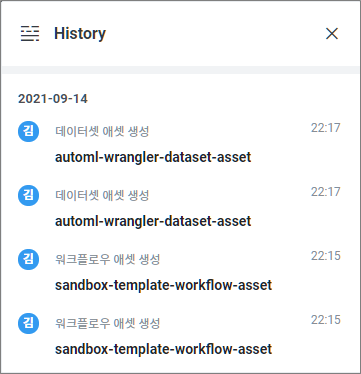 History
2021-09-14
김 데이터셋 애셋 생성 22:17
automl-wrangler-dataset-asset
김 데이터셋 애셋 생성 22:17
automl-wrangler-dataset-asset
김 워크플로우 애셋 생성 22:15
sandbox-template-workflow-asset
김 워크플로우 애셋 생성 22:15
sandbox-template-workflow-asset